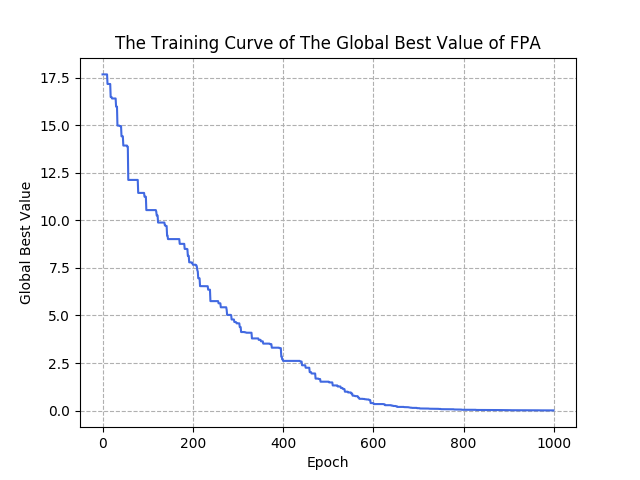 The Training Curve of The Global Best Value of FPA
17.5
15.0
12.5
10.0
7.5
5.0
2.5
0.0
Global Best Value
0 200 400 600 800 1000
Epoch